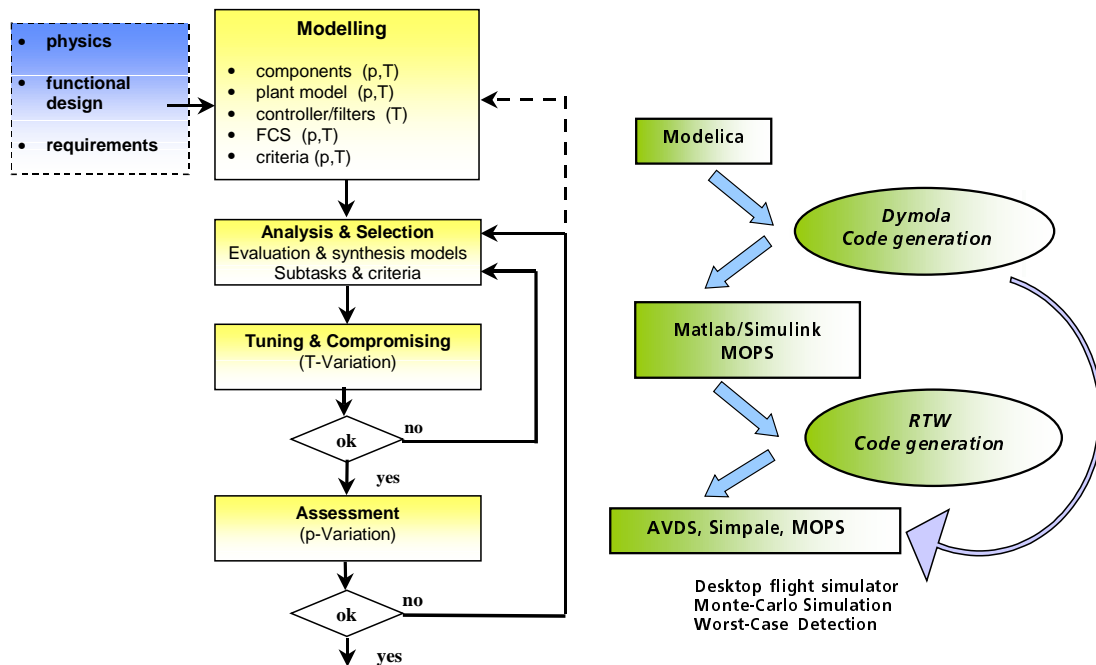 • physics
• functional
design
• requirements
Modelling
• components (p,T)
• plant model (p,T)
• controller/filters (T)
• FCS (p,T)
• criteria (p,T)
Analysis & Selection
Evaluation & synthesis models
Subtasks & criteria
Tuning & Compromising
(T-Variation)
ok
no
yes
Assessment
(p-Variation)
ok
no
yes
Modelica
Dymola
Code generation
Matlab/Simulink
MOPS
RTW
Code generation
AVDS, Simpale, MOPS
Desktop flight simulator
Monte-Carlo Simulation
Worst-Case Detection